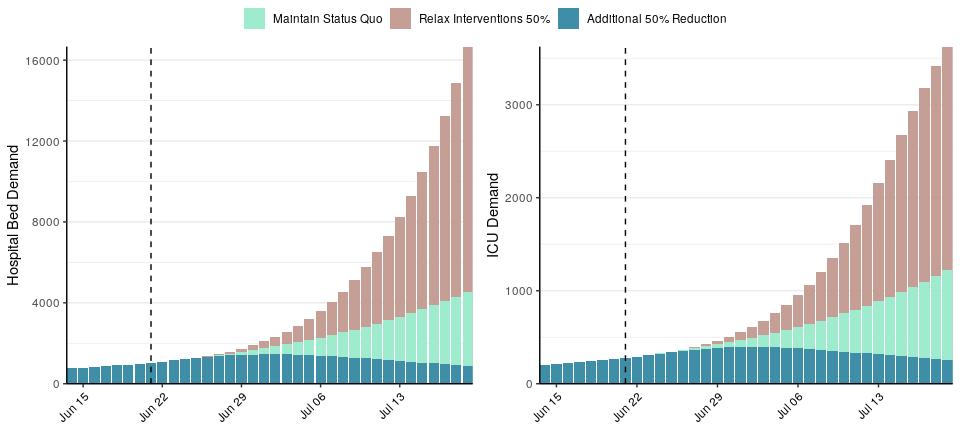 Maintain Status Quo
Relax Interventions 50%
Additional 50% Reduction
Hospital Bed Demand
16000
12000
8000
4000
0
Jun 15
Jun 22
Jun 29
Jul 06
Jul 13
ICU Demand
3000
2000
1000
0
Jun 15
Jun 22
Jun 29
Jul 06
Jul 13